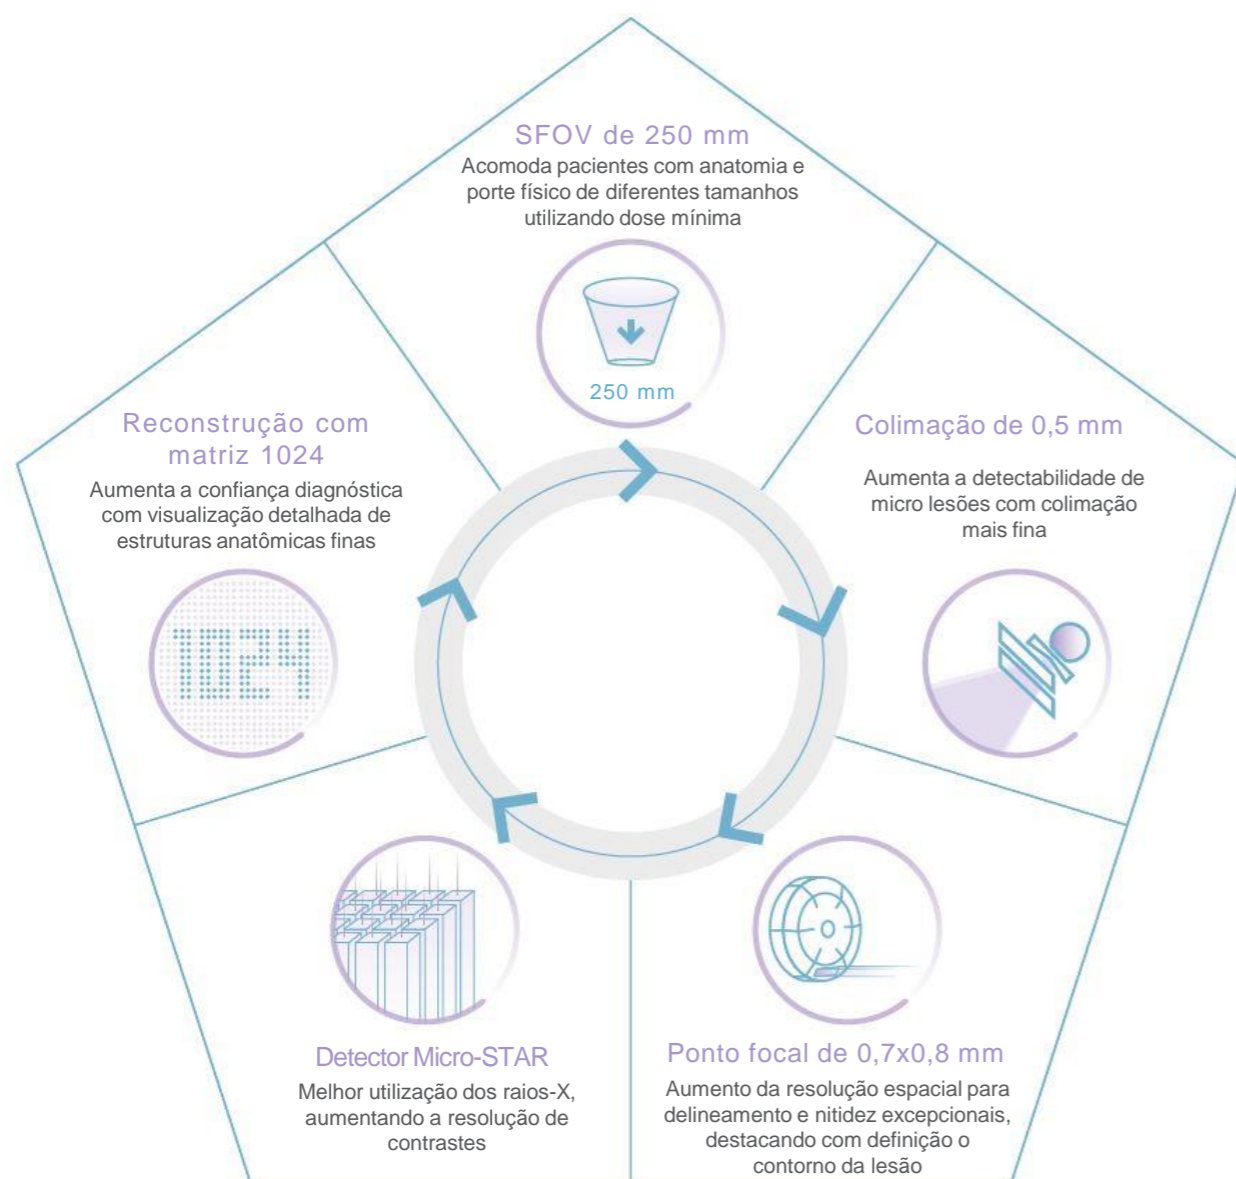 SFOV de 250 mm
Acomoda pacientes com anatomia e
porte físico de diferentes tamanhos
utilizando dose mínima
250 mm
Colimação de 0,5 mm
Aumenta a detectabilidade de
micro lesões com colimação
mais fina
Ponto focal de 0,7x0,8 mm
Aumento da resolução espacial para
delineamento e nitidez excepcionais,
destacando com definição o
contorno da lesão
Detector Micro-STAR
Melhor utilização dos raios-X,
aumentando a resolução de
contrastes
Reconstrução com
matriz 1024
Aumenta a confiança diagnóstica
com visualização detalhada de
estruturas anatômicas finas
1024